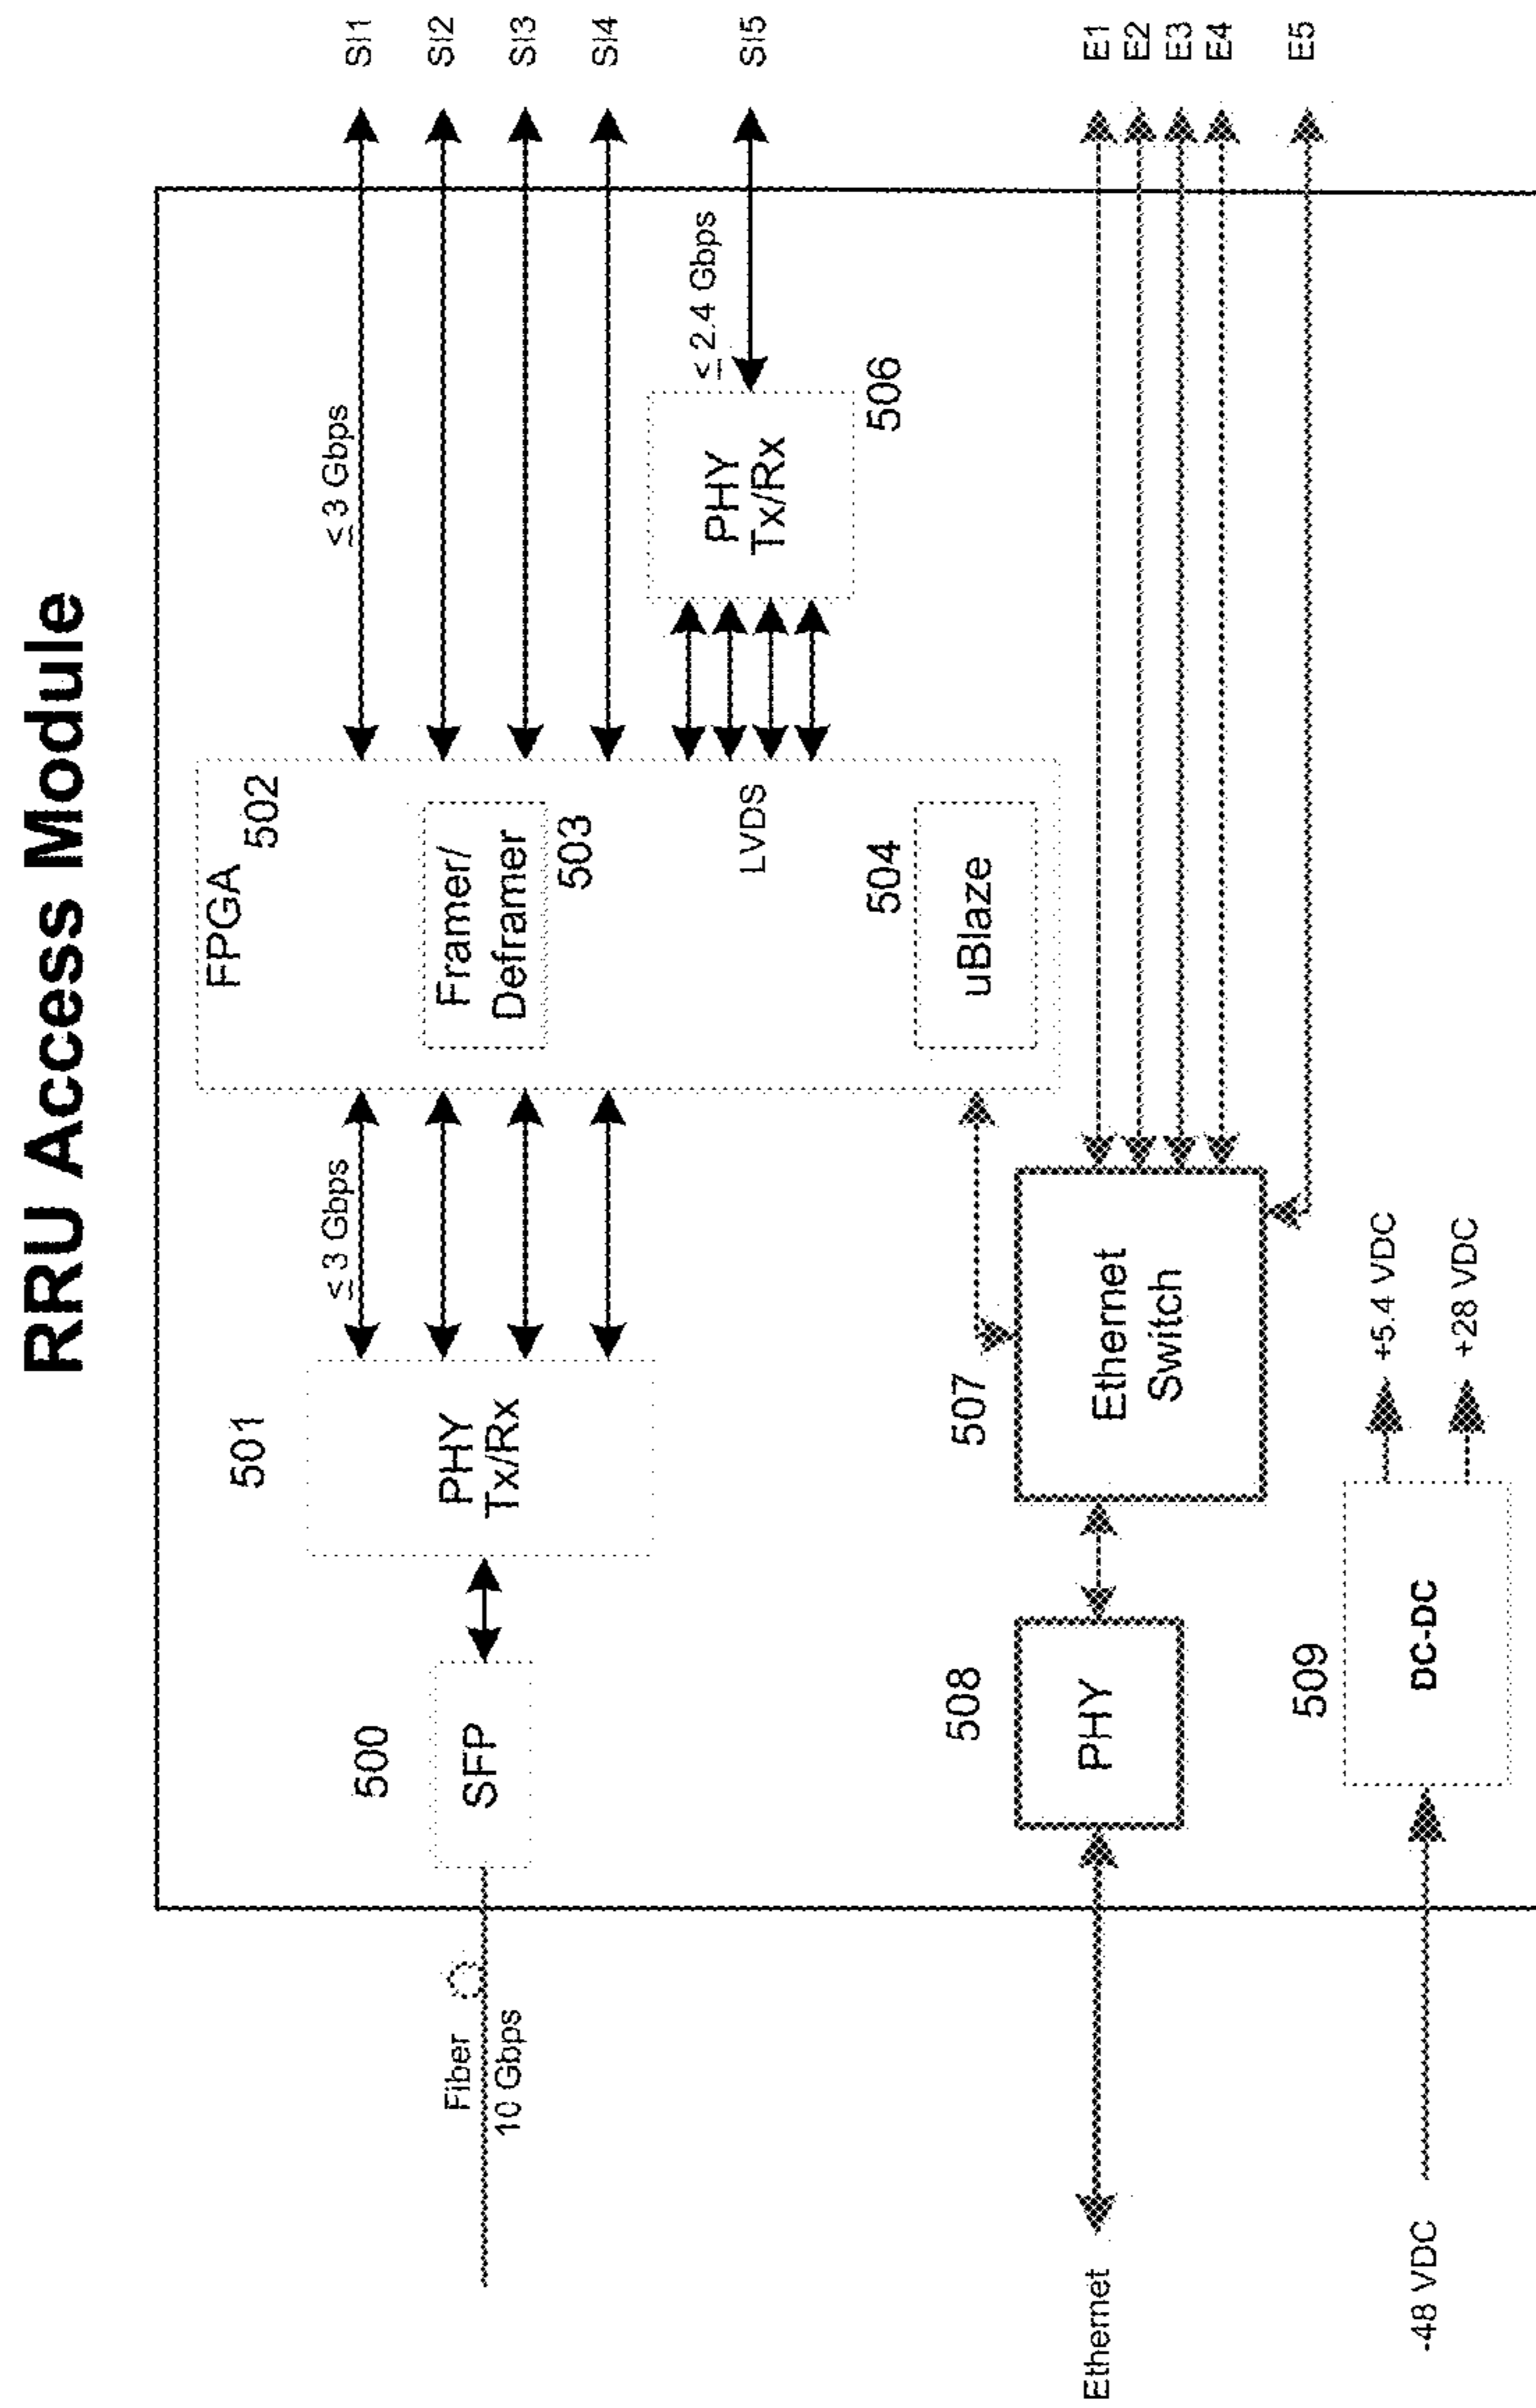 RRU Access Module
FPGA
502
≤ 3 Gbps
≤ 3 Gbps
SI1
SI2
SI3
SI4
501
PHY
Tx/Rx
500
SFP
Fiber
10 Gbps
Framer/
Deframer
503
LVDS
≤ 2.4 Gbps
SI5
PHY
Tx/Rx
506
504
uBlaze
507
Ethernet
Switch
508
PHY
Ethernet
E1
E2
E3
E4
E5
509
DC-DC
-48 VDC
+5.4 VDC
+28 VDC